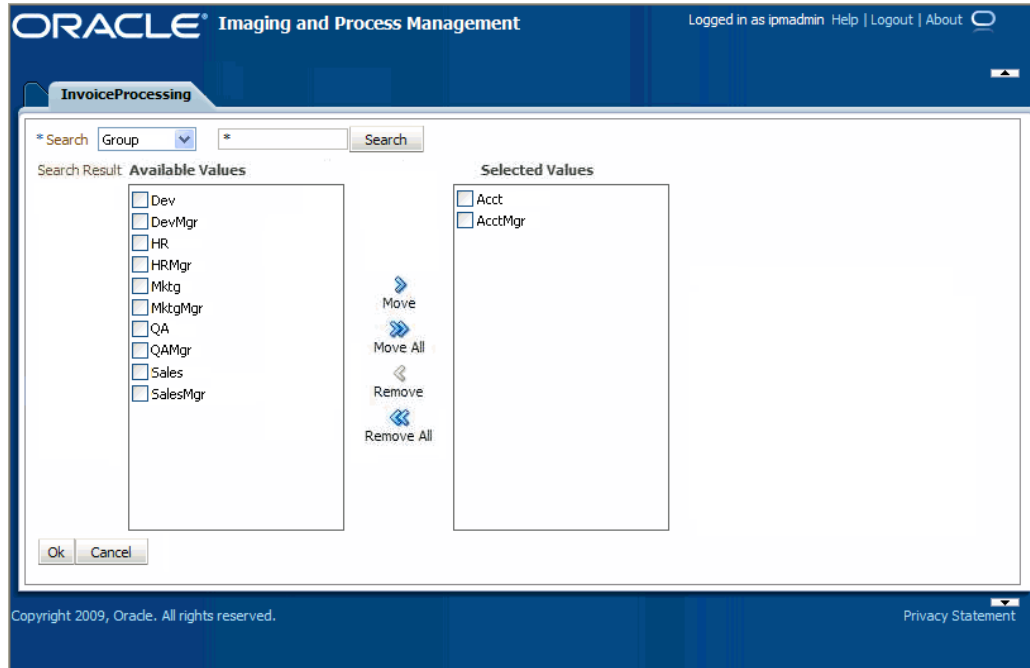 ORACLE Imaging and Process Management Logged in as ipmadmin Help | Logout | About
InvoiceProcessing
* Search Group * Search
Search Result Available Values Selected Values
Dev
DevMgr
HR
HRMgr
Mktg
MktgMgr
QA
QAMgr
Sales
SalesMgr
Move
Move All
Remove
Remove All
Acct
AcctMgr
Ok Cancel
Copyright 2009, Oracle. All rights reserved. Privacy Statement